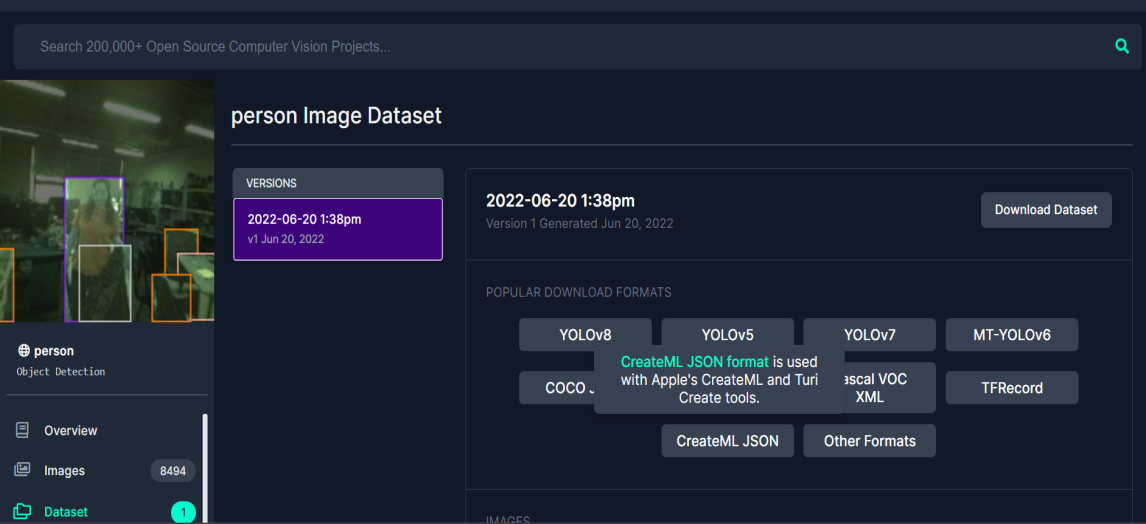 Search 200,000+ Open Source Computer Vision Projects...
person Image Dataset
VERSIONS
2022-06-20 1:38pm
v1 Jun 20, 2022
2022-06-20 1:38pm
Version 1 Generated Jun 20, 2022
Download Dataset
POPULAR DOWNLOAD FORMATS
YOLOv8
YOLOv5
YOLOv7
MT-YOLOv6
CreateML JSON format is used
with Apple's CreateML and Turi
Create tools.
COCO
VOC
XML
TFRecord
CreateML JSON
Other Formats
IMAGES
person
Object Detection
Overview
Images
8494
Dataset
1